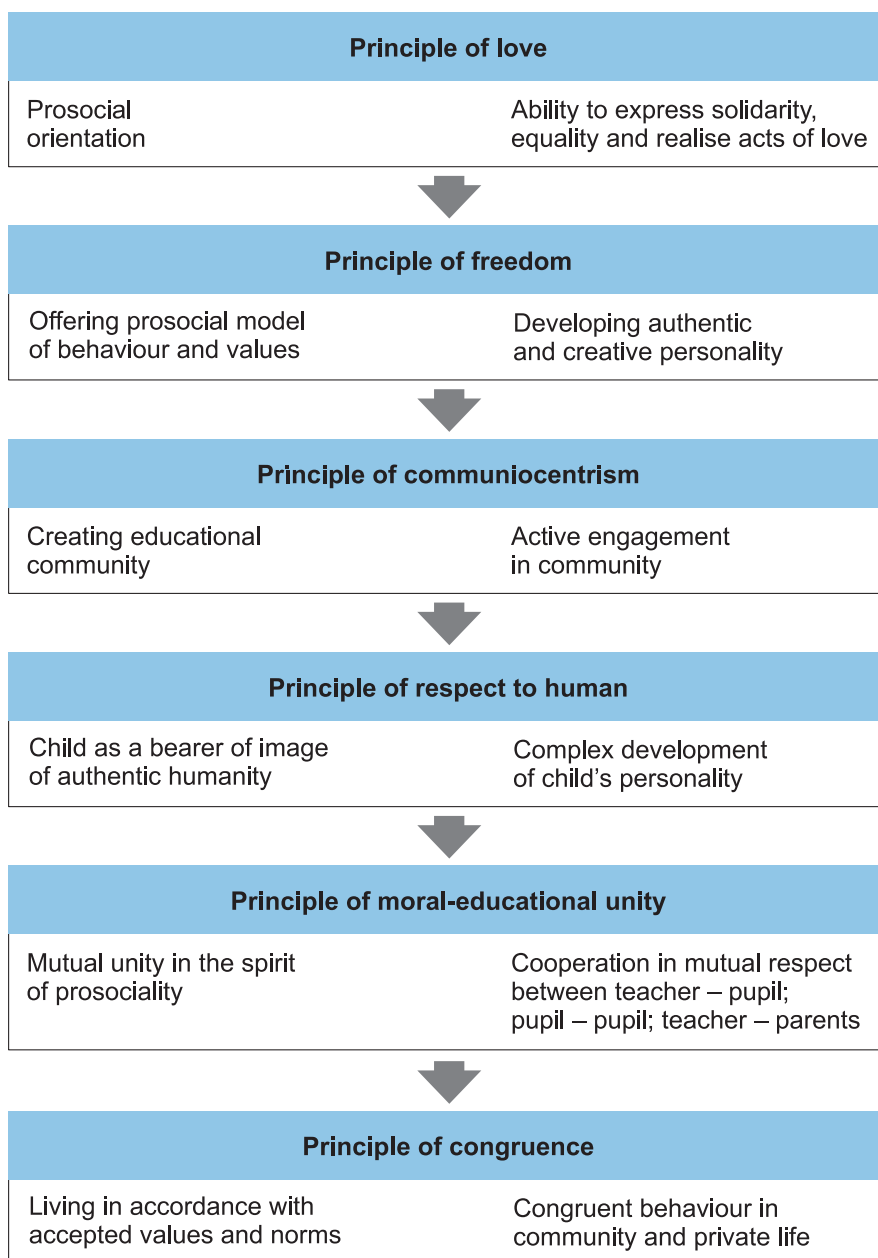 Principle of love
Prosocial
orientation
Ability to express solidarity,
equality and realise acts of love
Principle of freedom
Offering prosocial model
of behaviour and values
Developing authentic
and creative personality
Principle of communiocentrism
Creating educational
community
Active engagement
in community
Principle of respect to human
Child as a bearer of image
of authentic humanity
Complex development
of child's personality
Principle of moral-educational unity
Mutual unity in the spirit
of prosociality
Cooperation in mutual respect
between teacher – pupil;
pupil – pupil; teacher – parents
Principle of congruence
Living in accordance with
accepted values and norms
Congruent behaviour in
community and private life